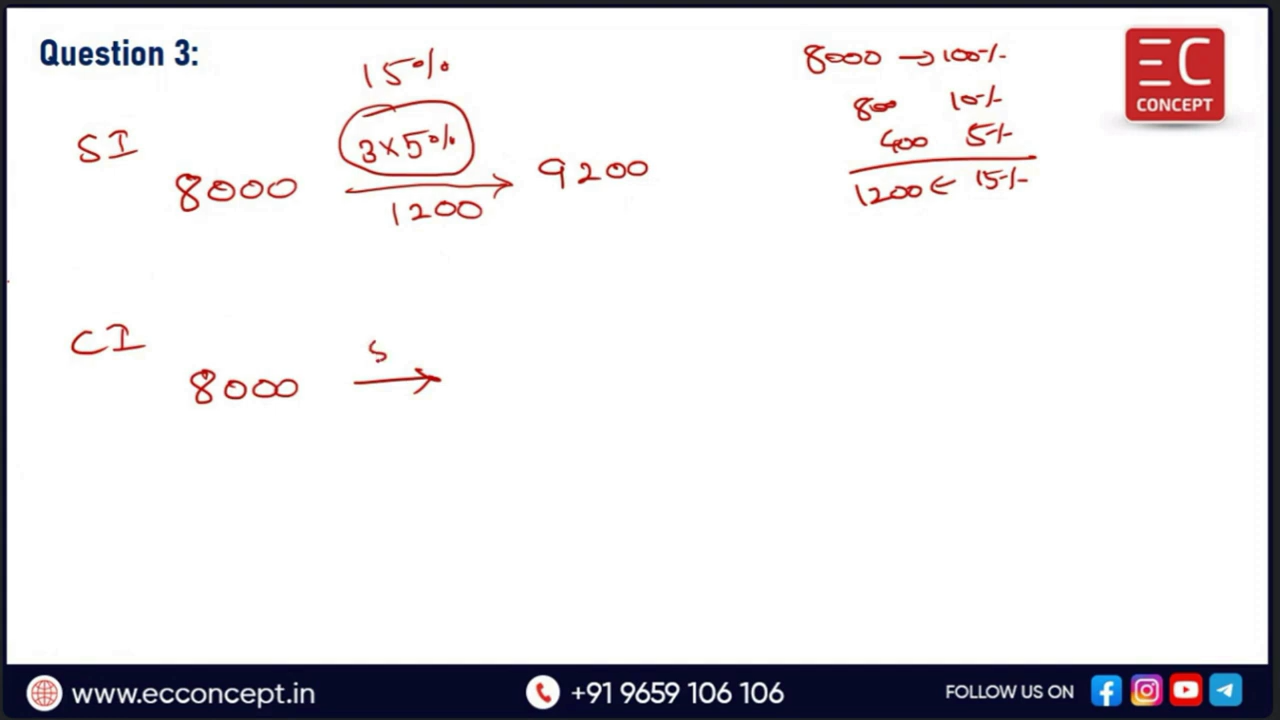 Question 3:
15%
SI
3×5%
8000
9200
1200
8000 → 100%
800 10%
400 5%
1200 ← 15%
EC
CONCEPT
CI
5
8000
www.ecconcept.in
+91 9659 106 106
FOLLOW US ON